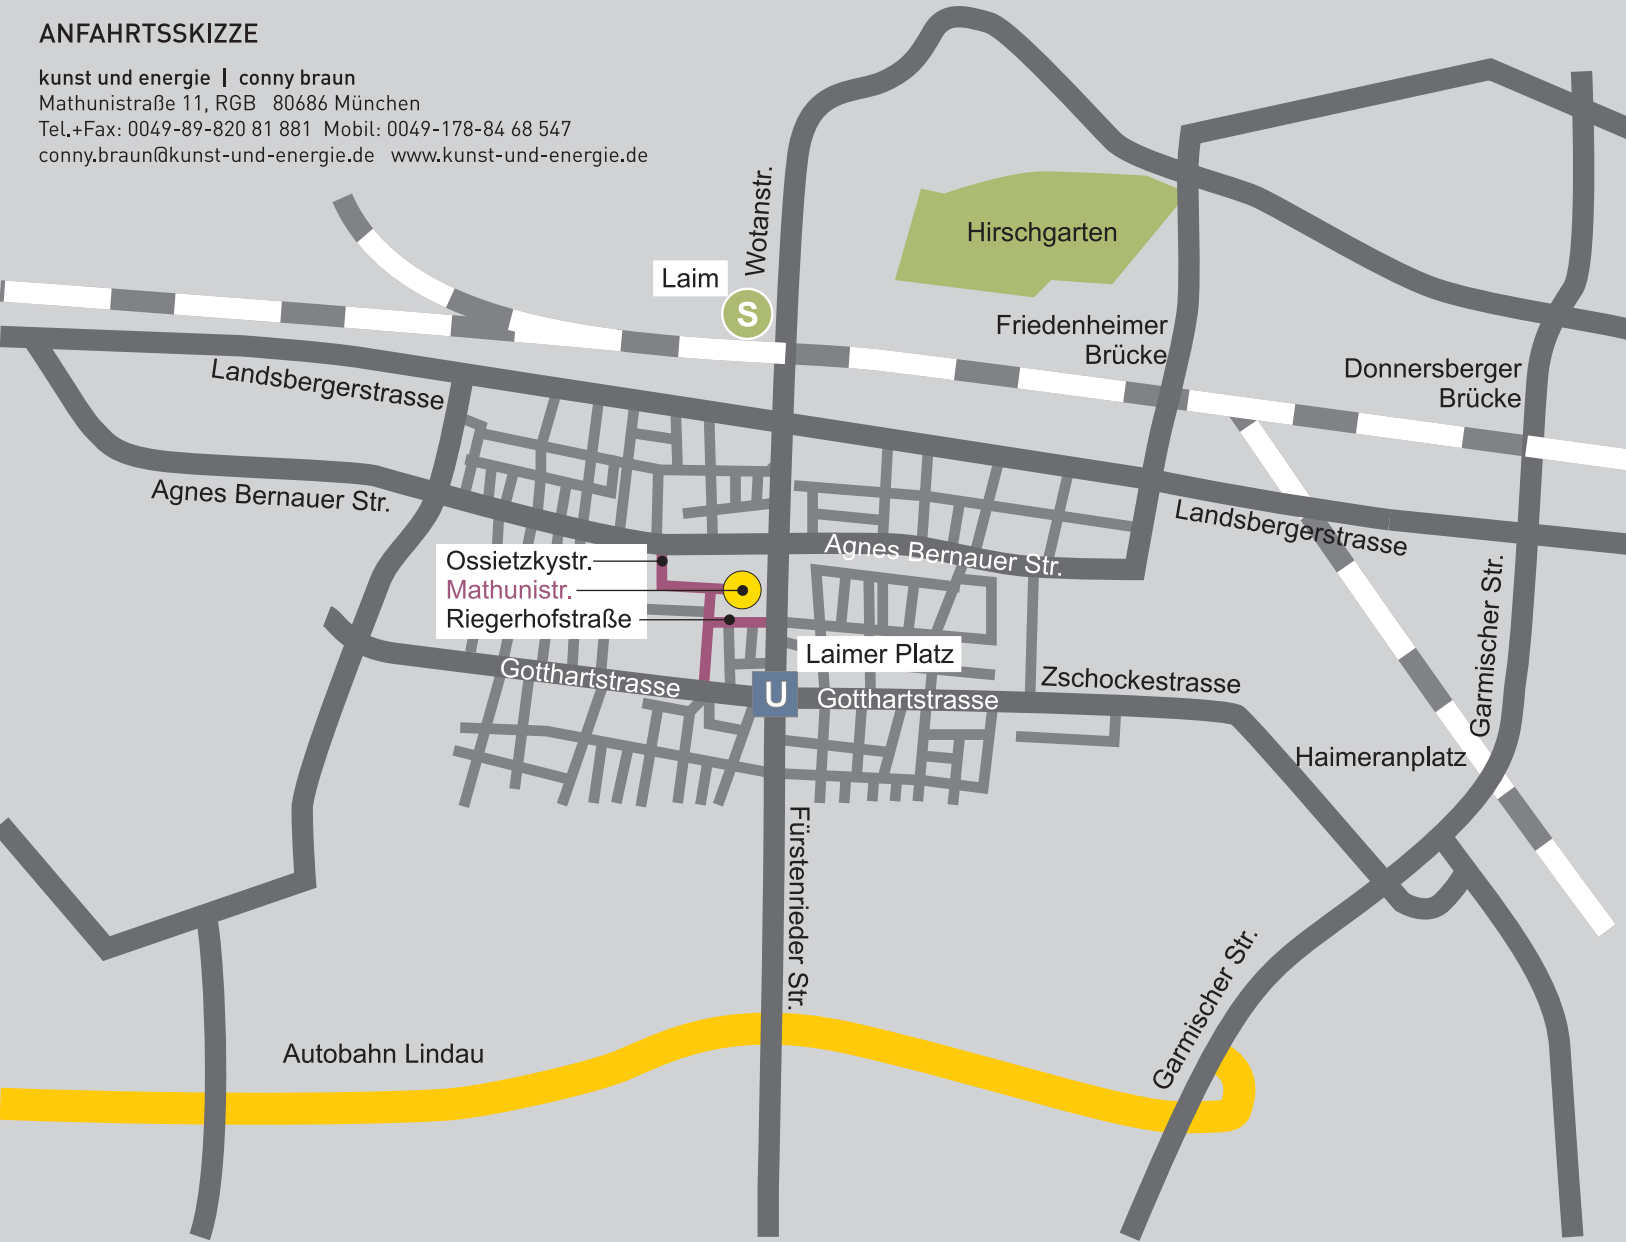 ANFAHRTSSKIZZE
kunst und energie | conny braun
Mathunistraße 11, RGB 80686 München
Tel.+Fax: 0049-89-820 81 881 Mobil: 0049-178-84 68 547
conny.braun@kunst-und-energie.de www.kunst-und-energie.de
Wotanstr.
Hirschgarten
Laim
S
Friedenheimer
Brücke
Donnersberger
Brücke
Landsbergerstrasse
Agnes Bernauer Str.
Landsbergerstrasse
Agnes Bernauer Str.
Ossietzkystr.
Mathunistr.
Riegerhofstraße
Garmischer Str.
Laimer Platz
Gotthartstrasse
U
Gotthartstrasse
Zschockestrasse
Haimeranplatz
Fürstenrieder Str.
Garmischer Str.
Autobahn Lindau